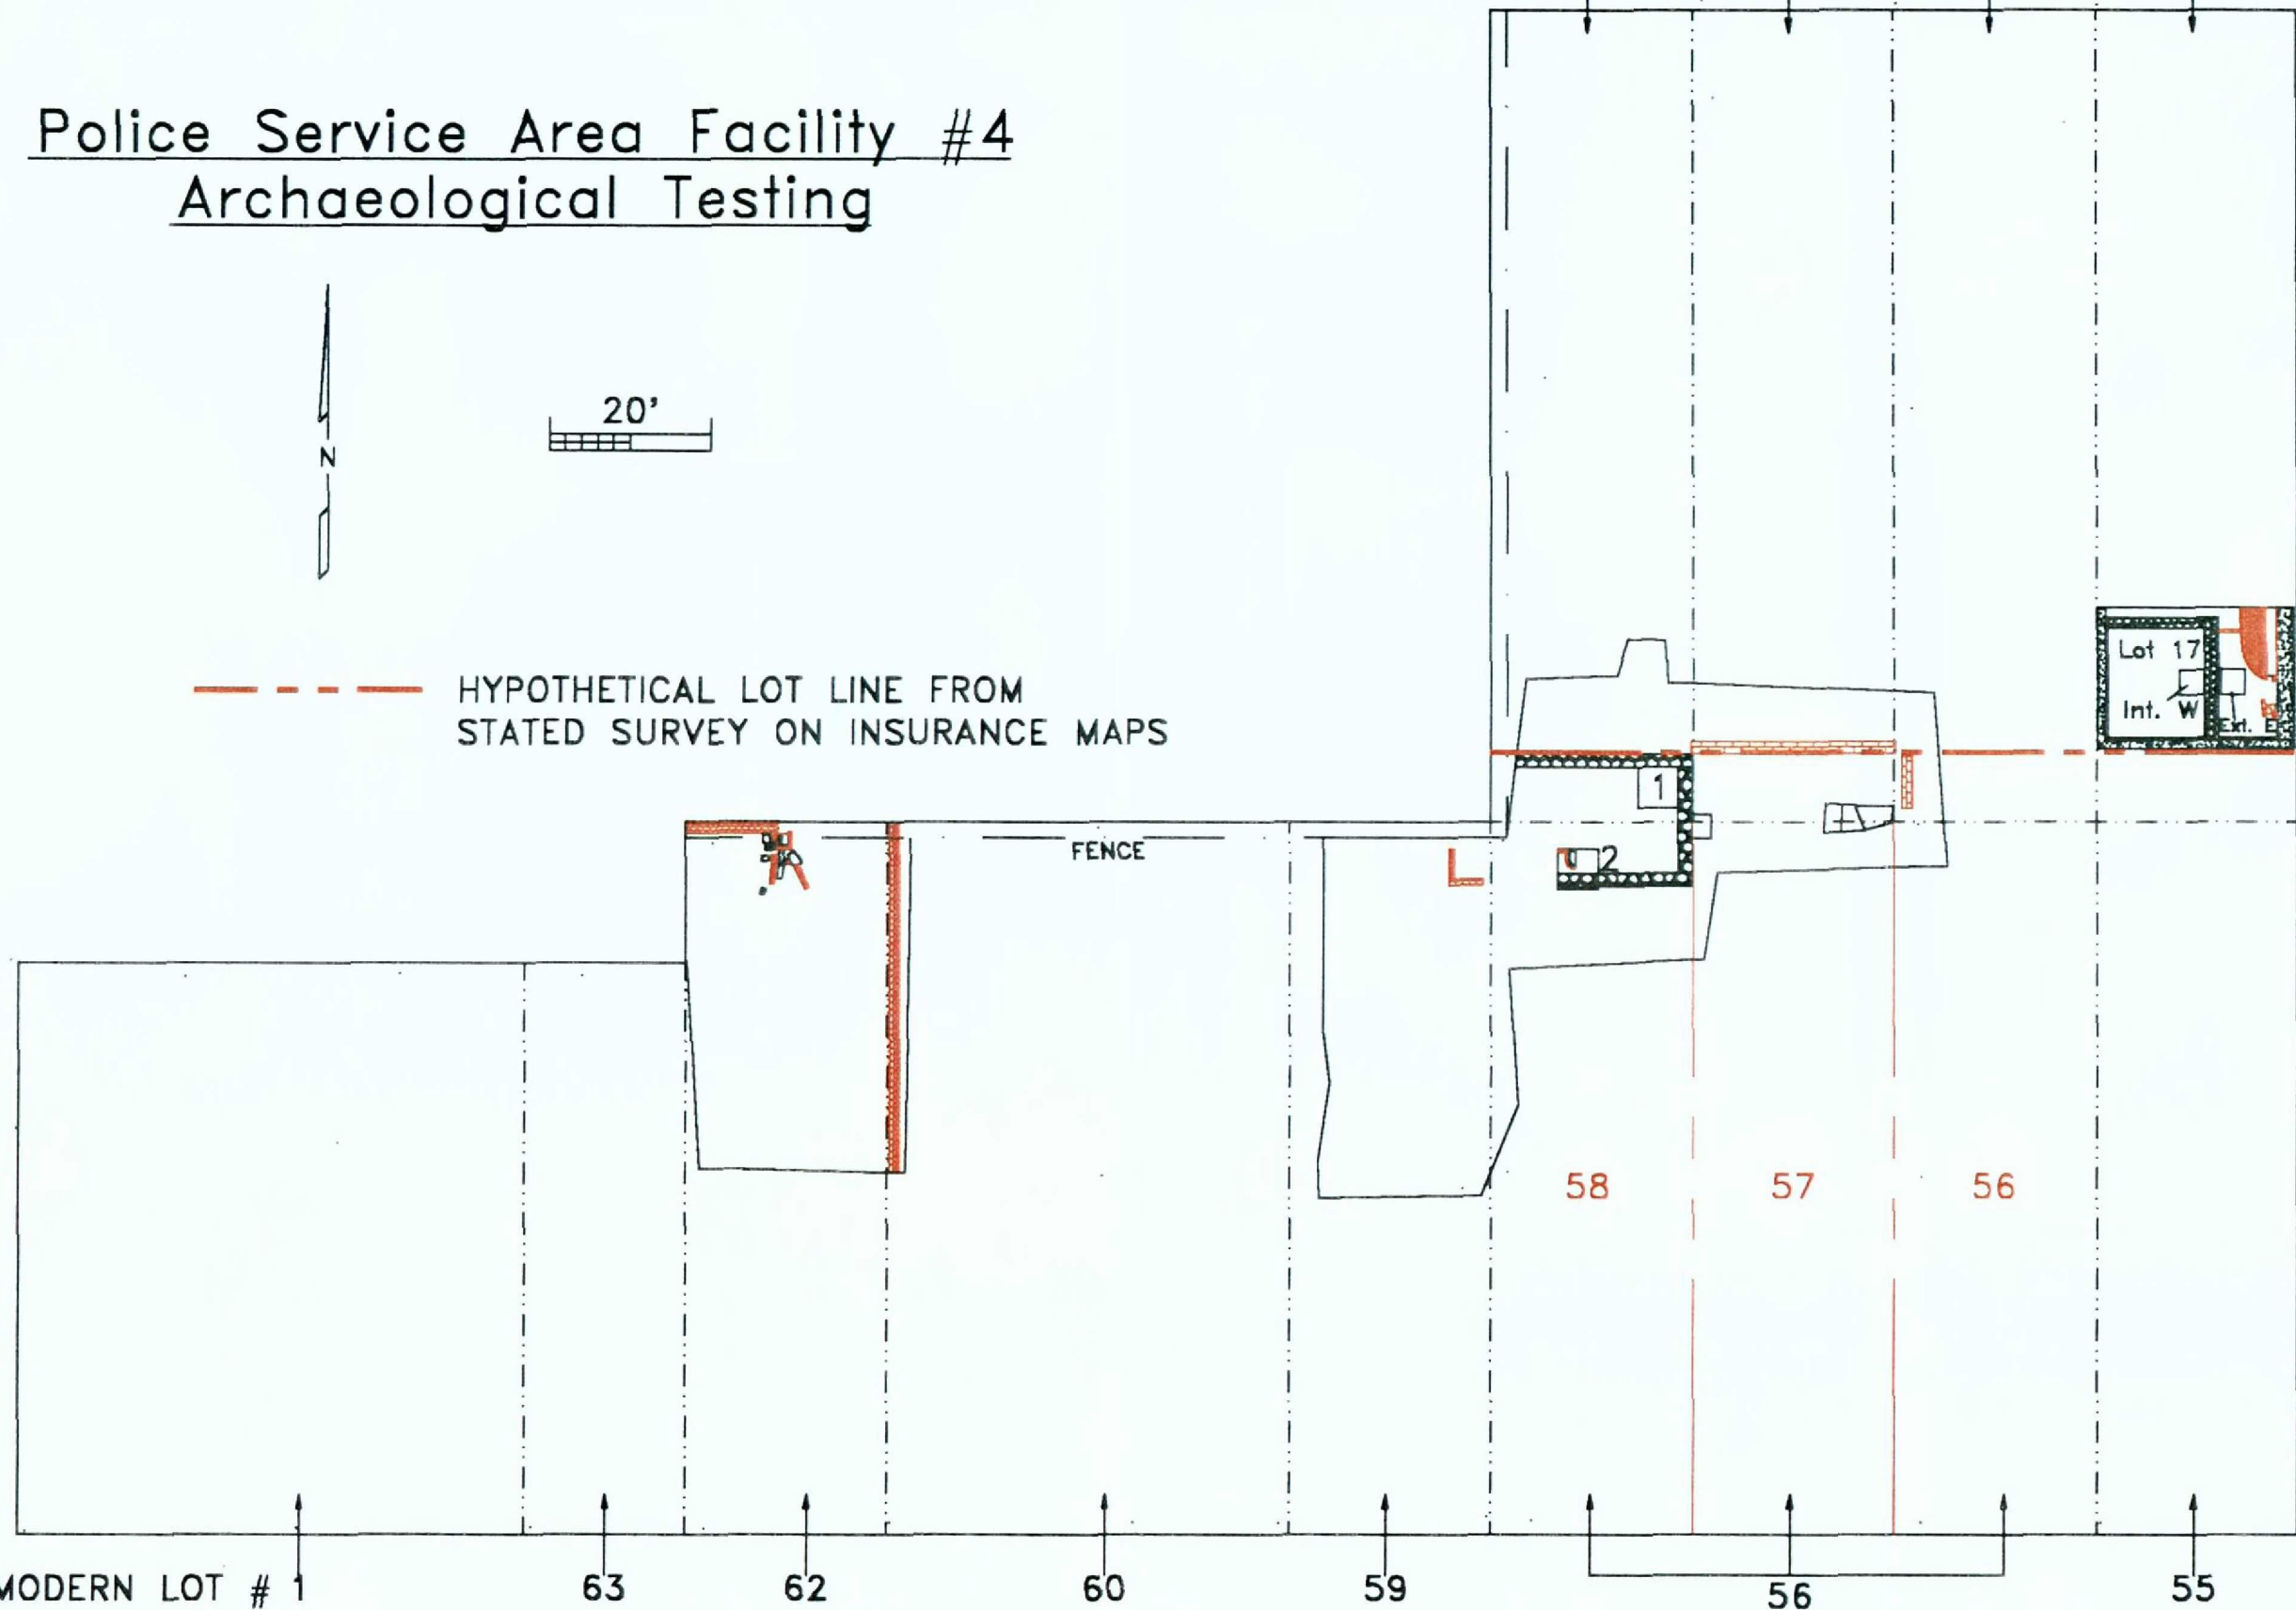 Police Service Area Facility #4
Archaeological Testing
20'
N
HYPOTHETICAL LOT LINE FROM
STATED SURVEY ON INSURANCE MAPS
Lot 17
Int. W
Ext. E
1
2
FENCE
58 57 56
MODERN LOT # 1 63 62 60 59 56 55